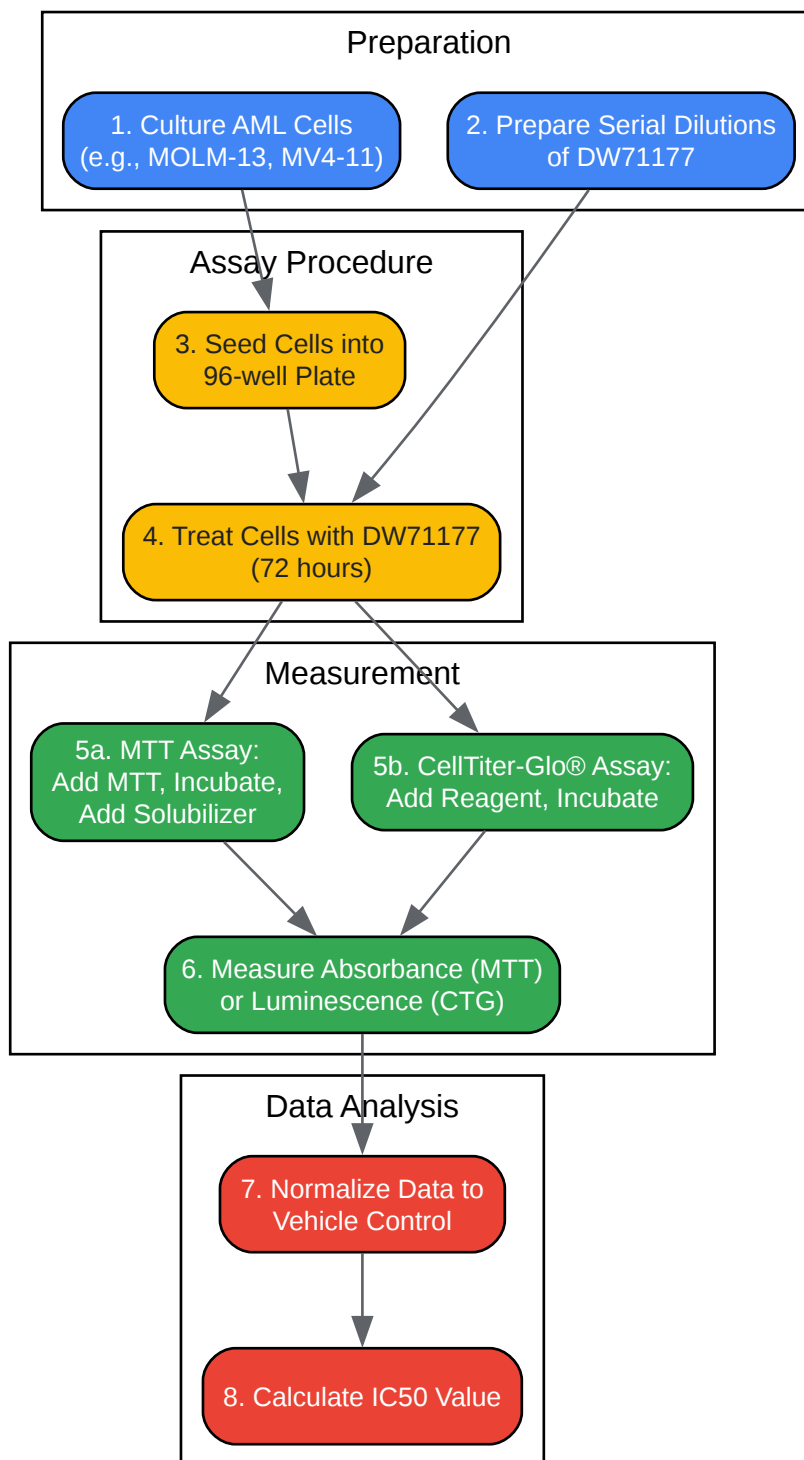 Preparation
1. Culture AML Cells
(e.g., MOLM-13, MV4-11)
2. Prepare Serial Dilutions
of DW71177
Assay Procedure
3. Seed Cells into
96-well Plate
4. Treat Cells with DW71177
(72 hours)
Measurement
5a. MTT Assay:
Add MTT, Incubate,
Add Solubilizer
5b. CellTiter-Glo® Assay:
Add Reagent, Incubate
6. Measure Absorbance (MTT)
or Luminescence (CTG)
Data Analysis
7. Normalize Data to
Vehicle Control
8. Calculate IC50 Value